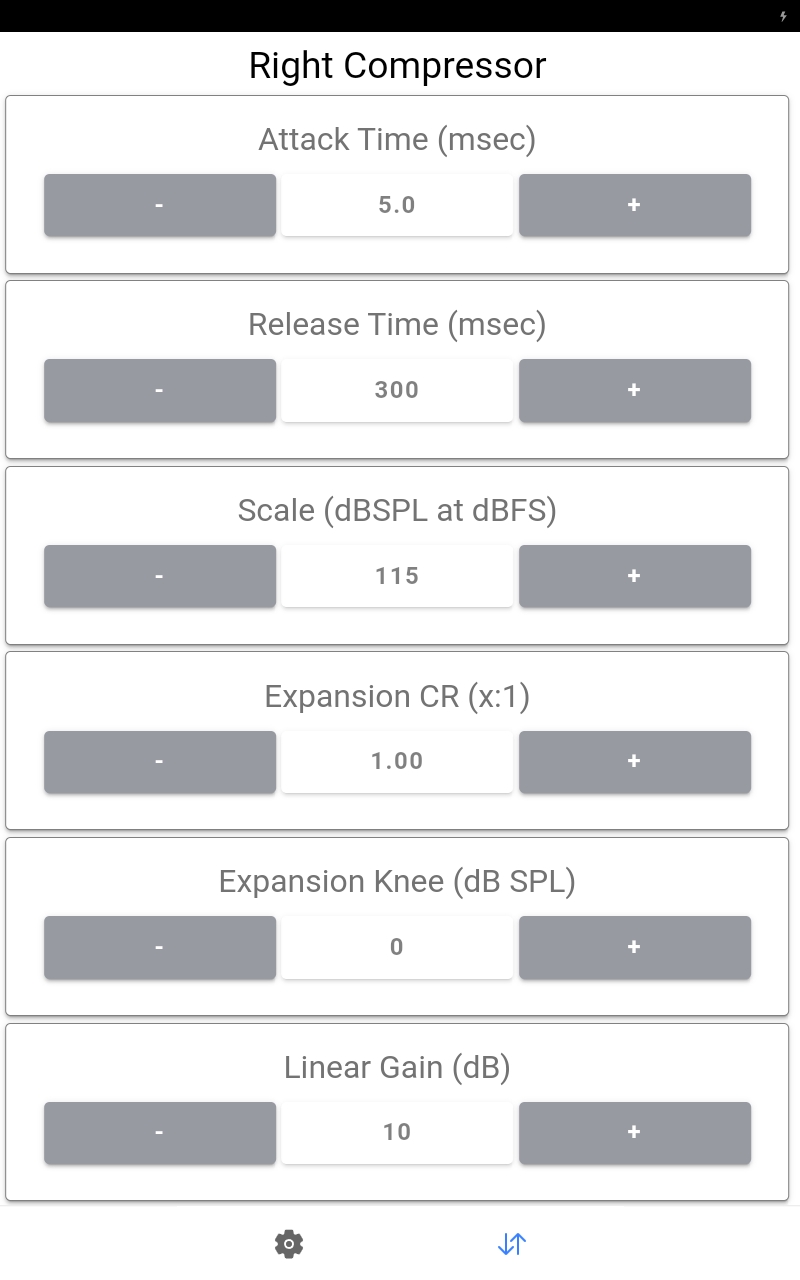 Right Compressor
Attack Time (msec)
- 5.0 +
Release Time (msec)
- 300 +
Scale (dBSPL at dBFS)
- 115 +
Expansion CR (x:1)
- 1.00 +
Expansion Knee (dB SPL)
- 0 +
Linear Gain (dB)
- 10 +